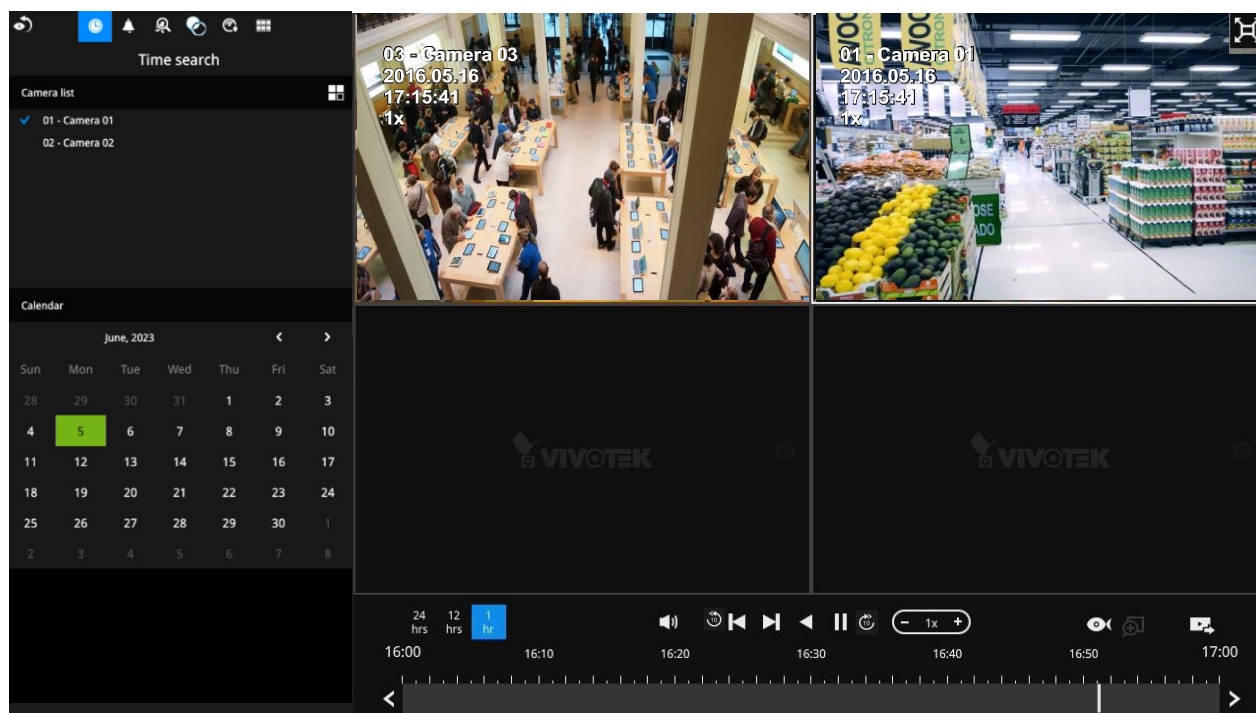 Time search
Camera list
01 - Camera 01
02 - Camera 02
Calendar
June, 2023
Sun Mon Tue Wed Thu Fri Sat
28 29 30 31 1 2 3
4 5 6 7 8 9 10
11 12 13 14 15 16 17
18 19 20 21 22 23 24
25 26 27 28 29 30 1
2 3 4 5 6 7 8
03 - Camera 03
2016.05.16
17:15:41
1x
01 - Camera 01
2016.05.16
17:15:41
1x
VIVOTEK
VIVOTEK
24 hrs
12 hrs
1 hr
10
10
− 1x +
16:00 16:10 16:20 16:30 16:40 16:50 17:00